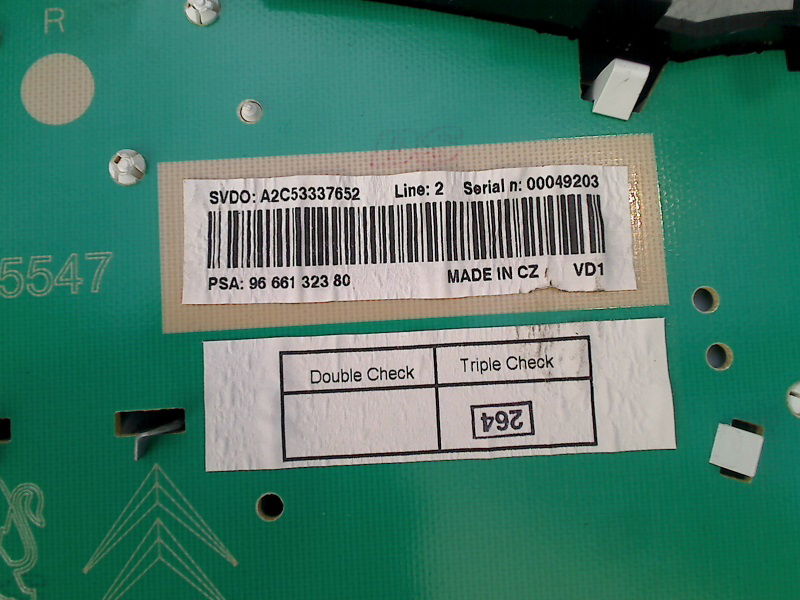 R
SVDO: A2C53337652 Line: 2 Serial n: 00049203
PSA: 96 661 323 80 MADE IN CZ VD1
5547
Double Check Triple Check
264